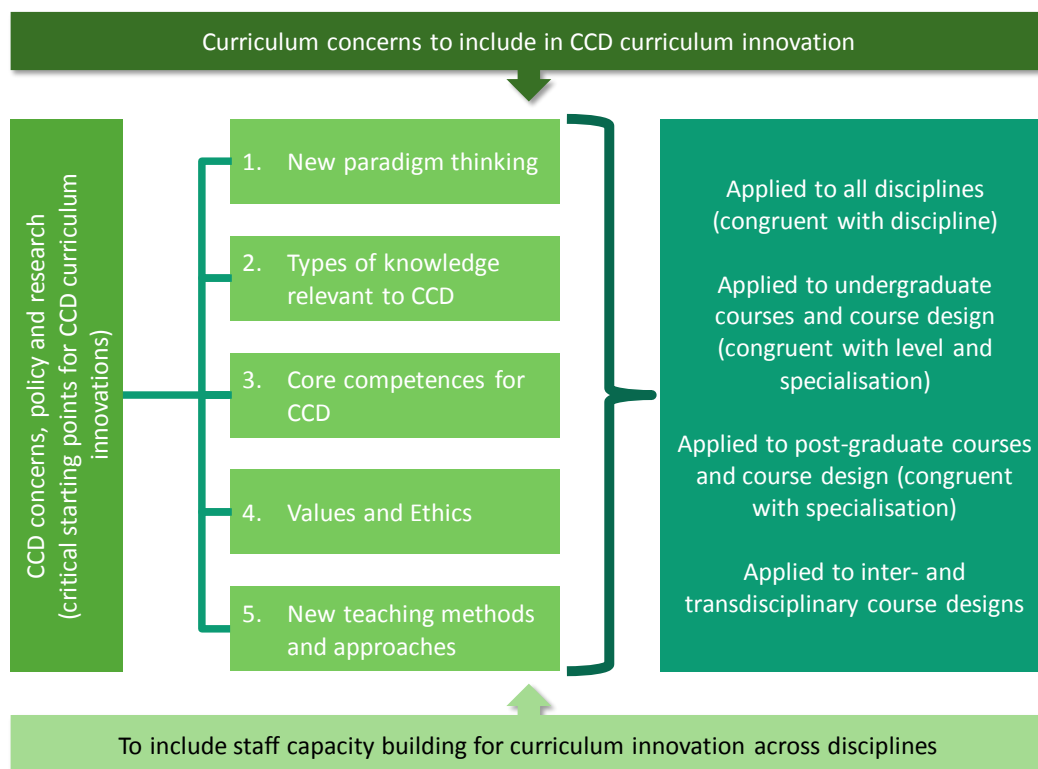 Curriculum concerns to include in CCD curriculum innovation
CCD concerns, policy and research
(critical starting points for CCD curriculum
innovations)
1. New paradigm thinking
2. Types of knowledge
relevant to CCD
3. Core competences for
CCD
4. Values and Ethics
5. New teaching methods
and approaches
Applied to all disciplines
(congruent with discipline)
Applied to undergraduate
courses and course design
(congruent with level and
specialisation)
Applied to post-graduate courses
and course design (congruent
with specialisation)
Applied to inter- and
transdisciplinary course designs
To include staff capacity building for curriculum innovation across disciplines